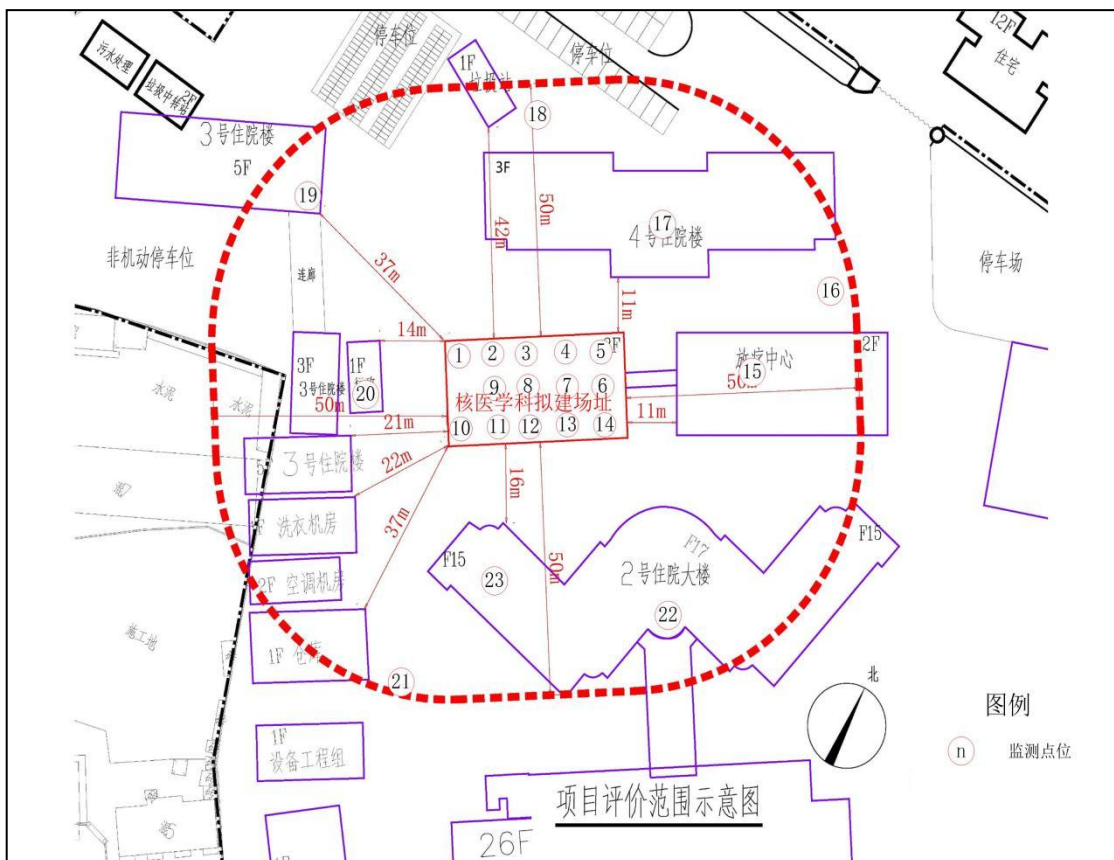 停车位
停车位
12F
住宅
污水处理
2F
垃圾中转站
1F
18
3号住院楼
5F
3F
19
50m
42m
17
4号住院楼
非机动停车位
连廊
37m
16
停车场
11m
14m
1
2
3
4
5
2F
放疗中心
15
3F
3号住院楼
1F
20
9
8
7
6
50m
核医学科拟建场址
水泥
水泥
50m
21m
10
11
12
13
14
11m
3号住院楼
22m
16m
洗衣机房
37m
50m
F15
F17
F15
23
2号住院大楼
2F 空调机房
22
施工地
1F 仓库
21
北
图例
1F
设备工程组
n
监测点位
项目评价范围示意图
26F